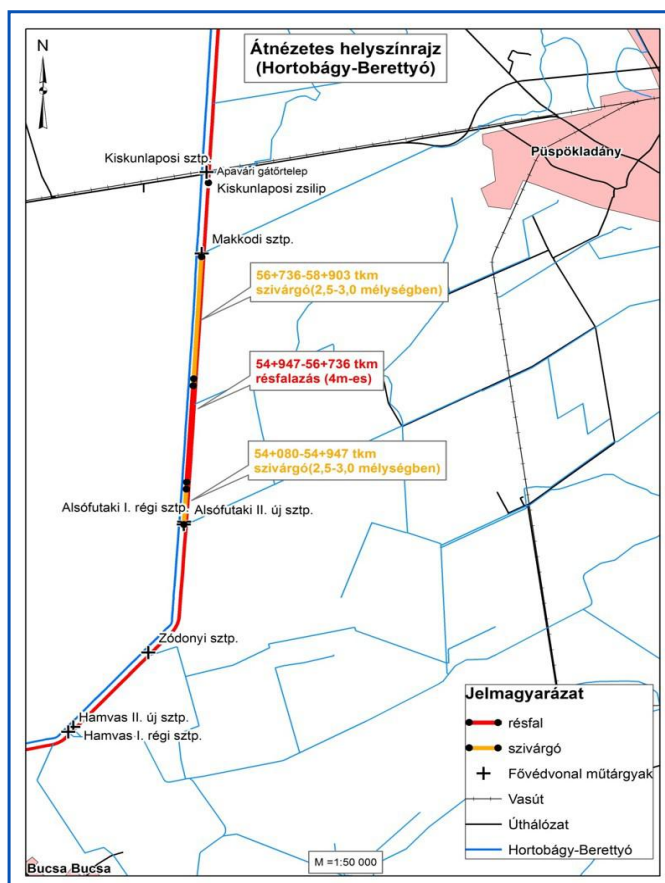 Átnézetes helyszínrajz
(Hortobágy-Berettyó)
N
Püspökladány
Kiskunlaposi sztp.
Apavári gátőrtelep
Kiskunlaposi zsilip
Makkodi sztp.
56+736-58+903 tkm
szivárgó(2,5-3,0 mélységben)
54+947-56+736 tkm
résfalazás (4m-es)
54+080-54+947 tkm
szivárgó(2,5-3,0 mélységben)
Alsófutaki I. régi sztp.
Alsófutaki II. új sztp.
Zódonyi sztp.
Hamvas II. új sztp.
Hamvas I. régi sztp.
Jelmagyarázat
résfal
szivárgó
Fővédvonal műtárgyak
Vasút
Úthálózat
Hortobágy-Berettyó
M =1:50 000
Bucsa Bucsa